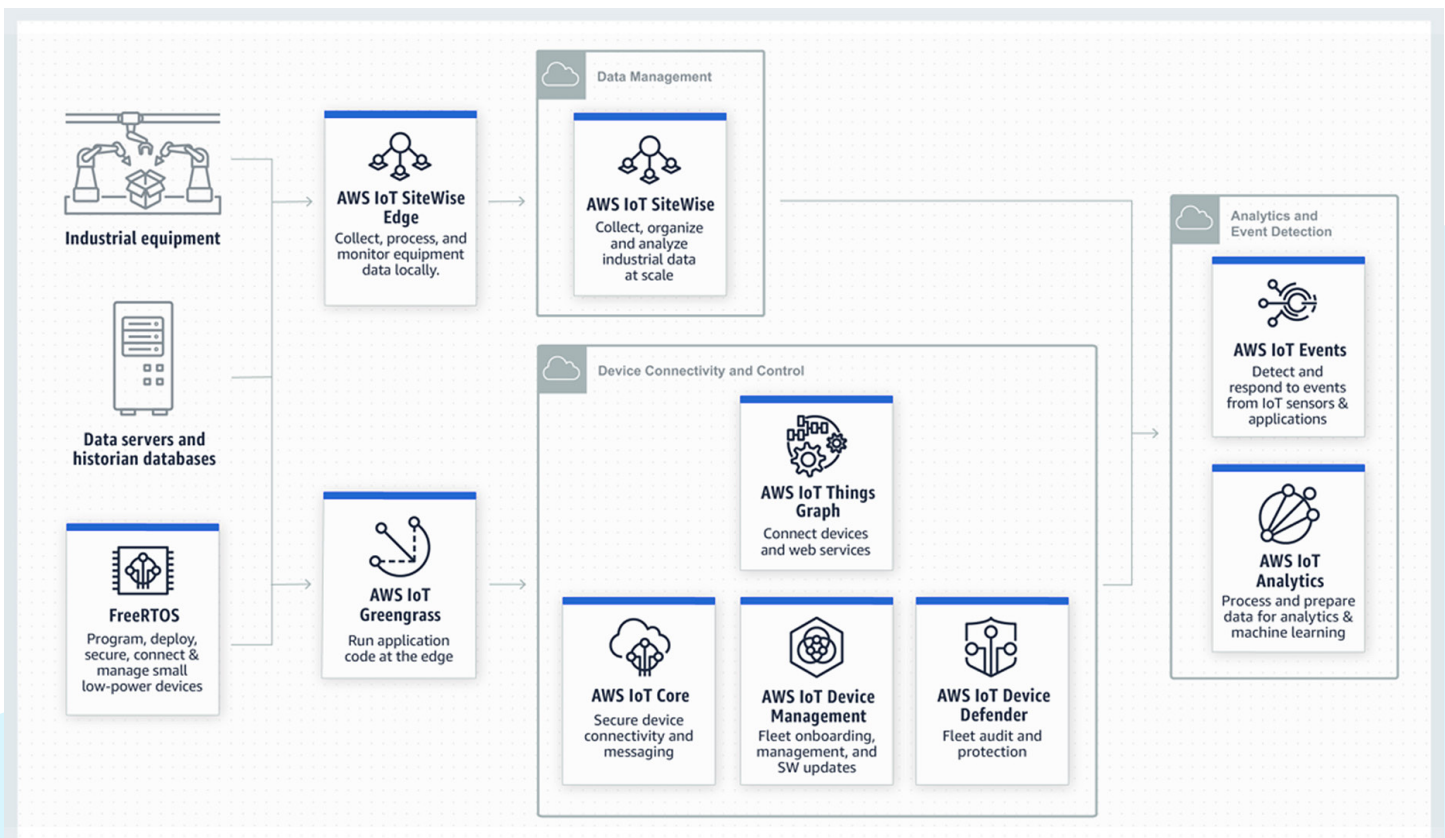 Industrial equipment
Data servers and
historian databases
FreeRTOS
Program, deploy,
secure, connect &
manage small
low-power devices
AWS IoT SiteWise
Edge
Collect, process, and
monitor equipment
data locally.
AWS IoT
Greengrass
Run application
code at the edge
Data Management
AWS IoT SiteWise
Collect, organize
and analyze
industrial data
at scale
Device Connectivity and Control
AWS IoT Things
Graph
Connect devices
and web services
AWS IoT Core
Secure device
connectivity and
messaging
AWS IoT Device
Management
Fleet onboarding,
management, and
SW updates
AWS IoT Device
Defender
Fleet audit and
protection
Analytics and
Event Detection
AWS IoT Events
Detect and
respond to events
from IoT sensors &
applications
AWS IoT
Analytics
Process and prepare
data for analytics &
machine learning